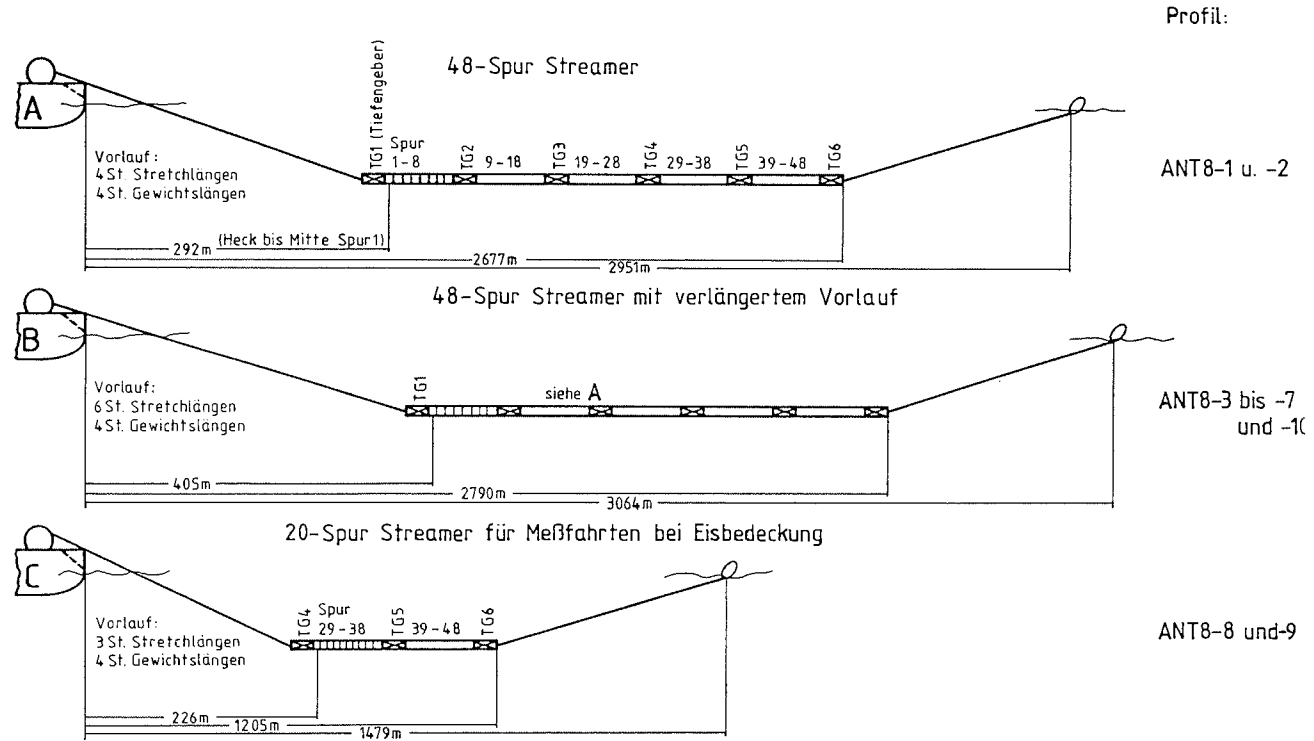 Profil:
48-Spur Streamer
A
TG1 (Tiefengeber)
Spur
1-8
TG2
9-18
TG3
19-28
TG4
29-38
TG5
39-48
TG6
Vorlauf:
4 St. Stretchlängen
4 St. Gewichtslängen
ANT8-1 u. -2
292m
(Heck bis Mitte Spur1)
2677m
2951m
48-Spur Streamer mit verlängertem Vorlauf
B
TG1
siehe A
Vorlauf:
6 St. Stretchlängen
4 St. Gewichtslängen
ANT8-3 bis -7
und -10
405m
2790m
3064m
20-Spur Streamer für Meßfahrten bei Eisbedeckung
C
TG4
Spur
29-38
TG5
39-48
TG6
Vorlauf:
3 St. Stretchlängen
4 St. Gewichtslängen
ANT8-8 und-9
226m
1205m
1479m